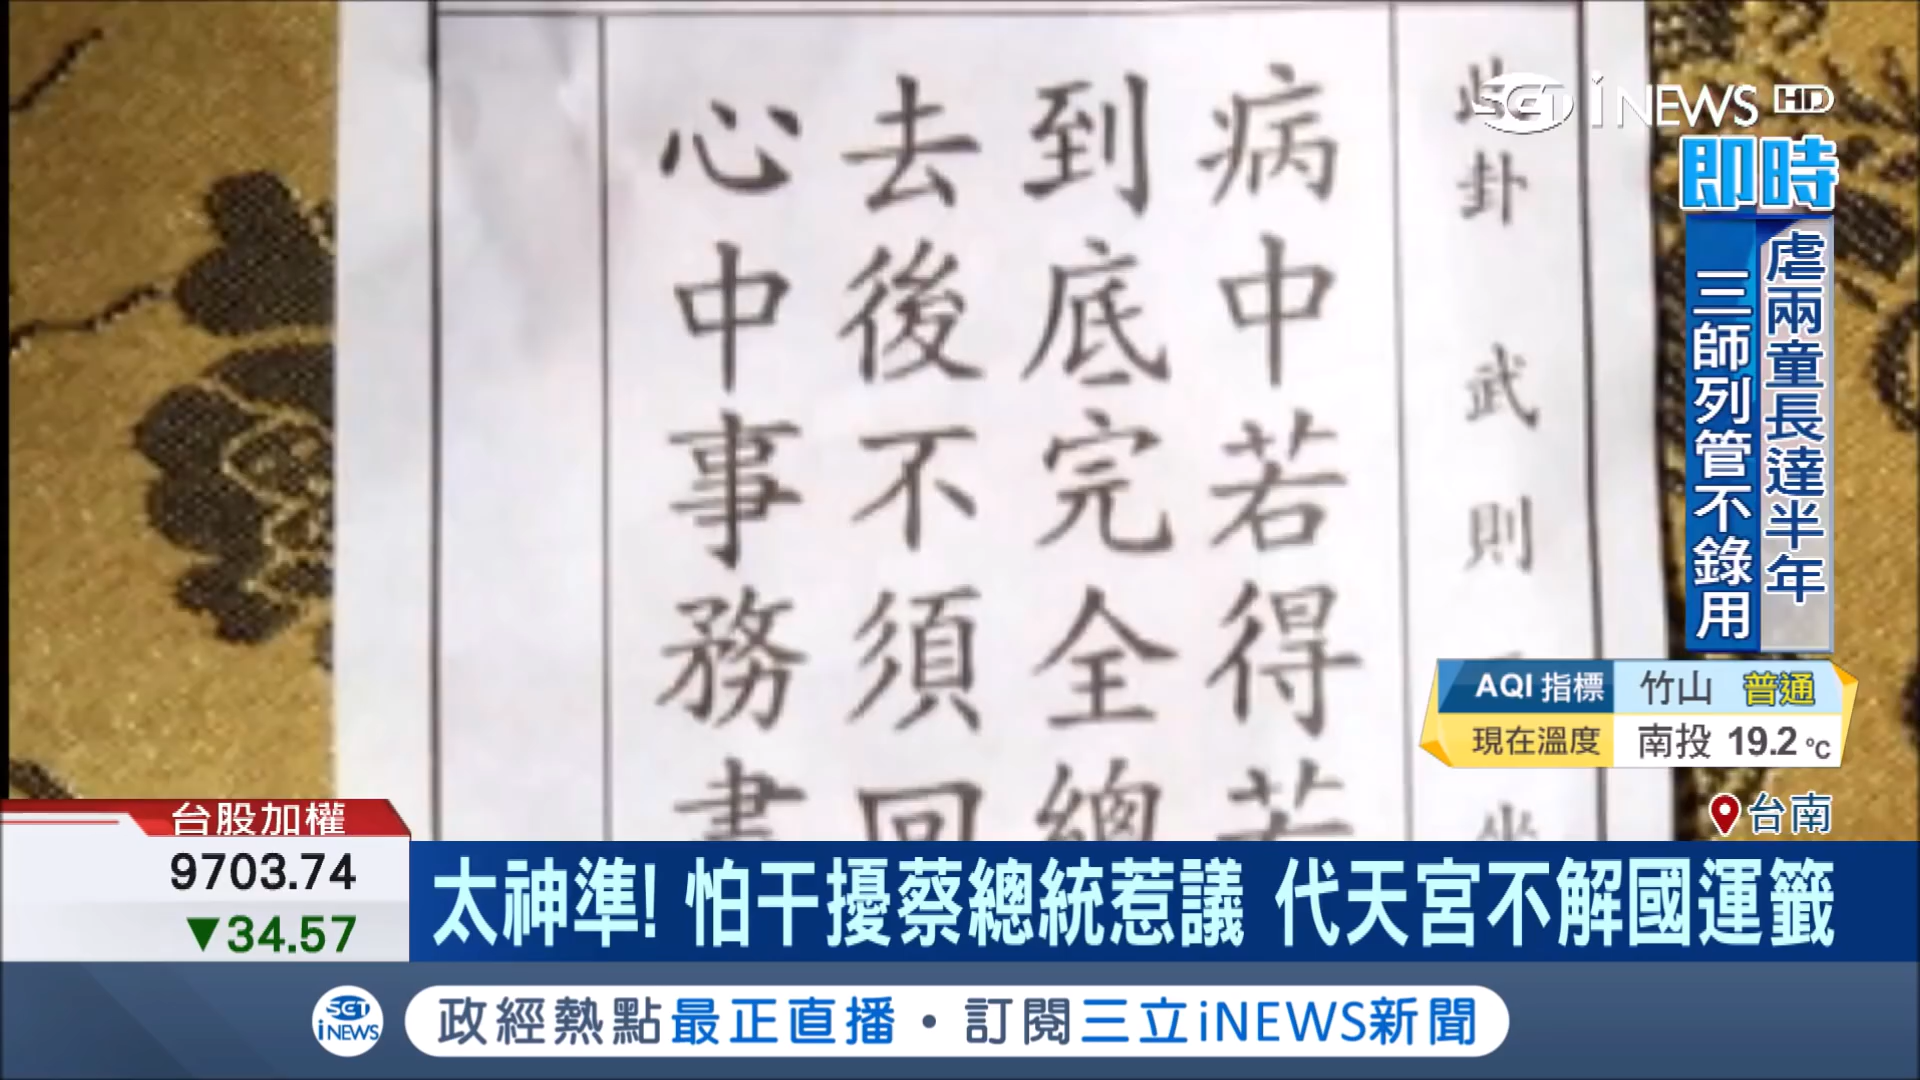 此卦 武則
病中若得若
到底完全總
去後不須回
心中事務書
SET iNEWS HD
即時
虐兩童長達半年
三師列管不錄用
AQI 指標 竹山 普通
現在溫度 南投 19.2 °C
台南
台股加權
9703.74
▼34.57
太神準! 怕干擾蔡總統惹議 代天宮不解國運籤
SET iNEWS
政經熱點最正直播・訂閱三立iNEWS新聞